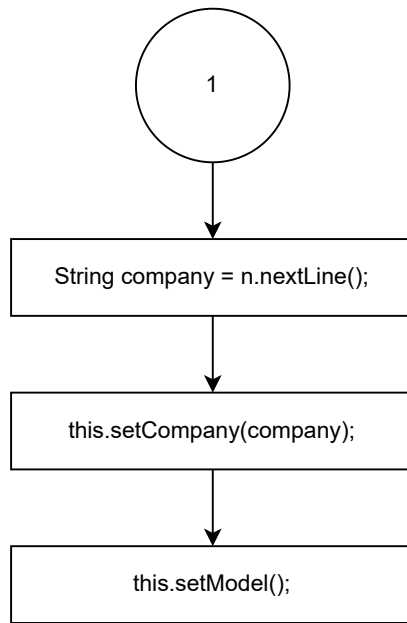 1
String company = n.nextLine();
this.setCompany(company);
this.setModel();